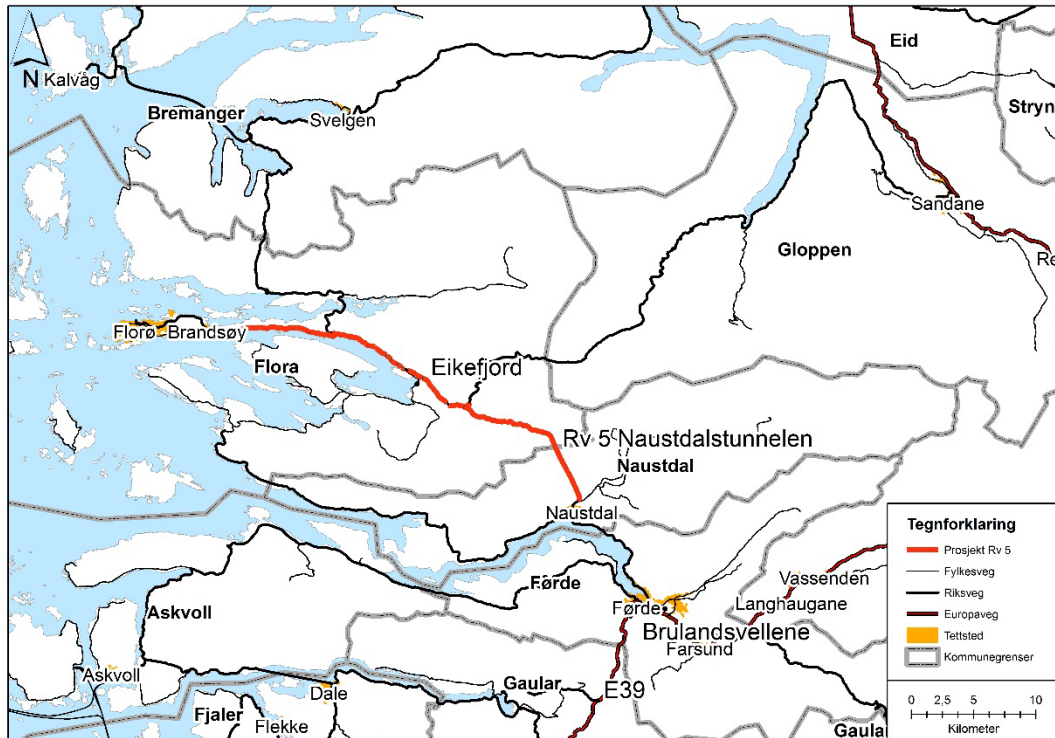 Eid
N
Kalvåg
Bremanger
Svelgen
Stryn
Sandane
Gloppen
Re
Florø
Brandsøy
Flora
Eikefjord
Rv 5 Naustdalstunnelen
Naustdal
Naustdal
Førde
Vassenden
Førde
Langhaugane
Askvoll
Brulandsvellene
Farsund
Askvoll
Dale
Gaular
E39
Fjaler
Flekke
Gaular
Tegnforklaring
Prosjekt Rv 5
Fylkesveg
Riksveg
Europaveg
Tettsted
Kommunegrenser
0 2,5 5 10
Kilometer